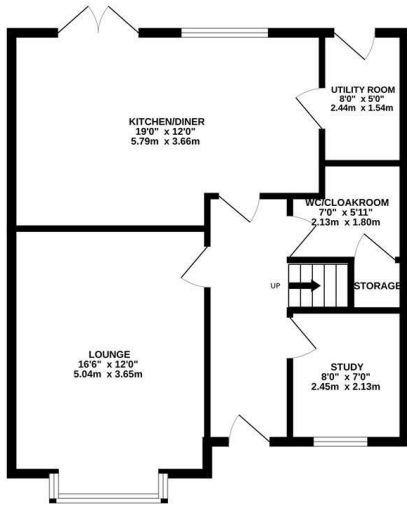 KITCHEN/DINER
19'0" x 12'0"
5.79m x 3.66m
UTILITY ROOM
8'0" x 5'0"
2.44m x 1.54m
WC/CLOAKROOM
7'0" x 5'11"
2.13m x 1.80m
UP
STORAGE
LOUNGE
16'6" x 12'0"
5.04m x 3.65m
STUDY
8'0" x 7'0"
2.45m x 2.13m